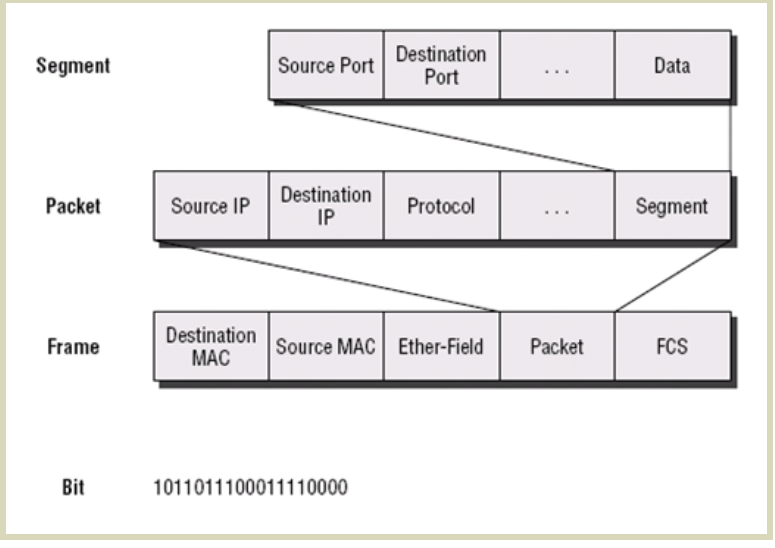 Segment
Source Port
Destination
Port
. . .
Data
Packet
Source IP
Destination
IP
Protocol
. . .
Segment
Frame
Destination
MAC
Source MAC
Ether-Field
Packet
FCS
Bit
1011011100011110000